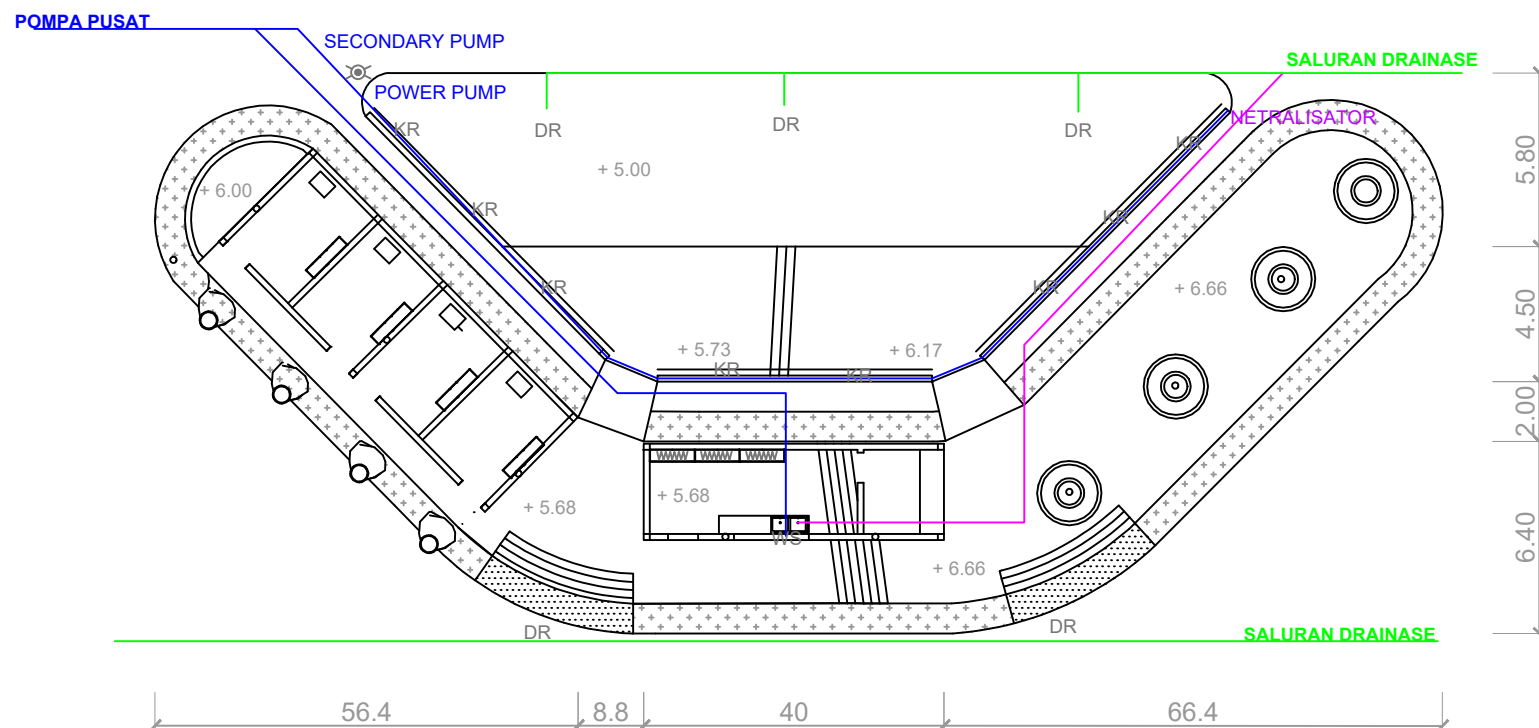 POMPA PUSAT
SECONDARY PUMP
SALURAN DRAINASE
POWER PUMP
NETRALISATOR
KR
DR
DR
DR
KR
+ 5.00
+ 6.00
KR
KR
KR
KR
+ 6.66
+ 5.73
+ 6.17
KR
KR
+ 5.68
+ 5.68
WS
+ 6.66
DR
DR
SALURAN DRAINASE
5.80
4.50
2.00
6.40
56.4
8.8
40
66.4